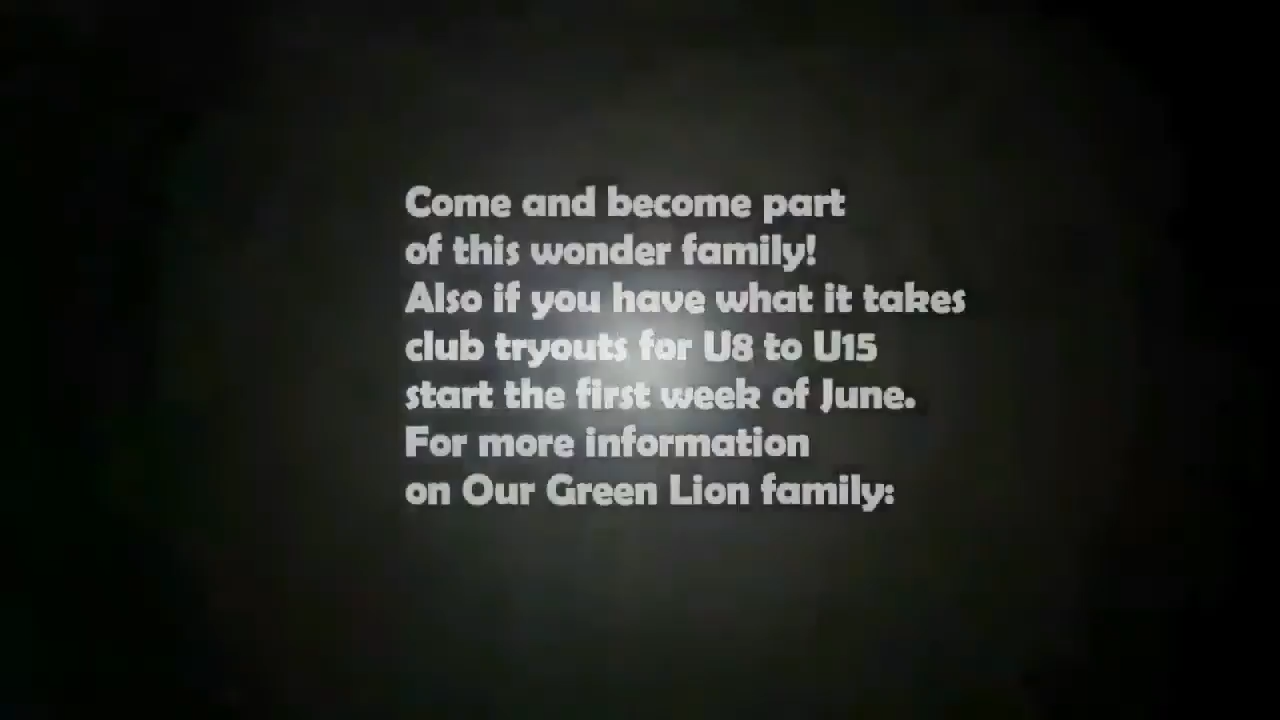 Come and become part
of this wonder family!
Also if you have what it takes
club tryouts for U8 to U15
start the first week of June.
For more information
on Our Green Lion family: